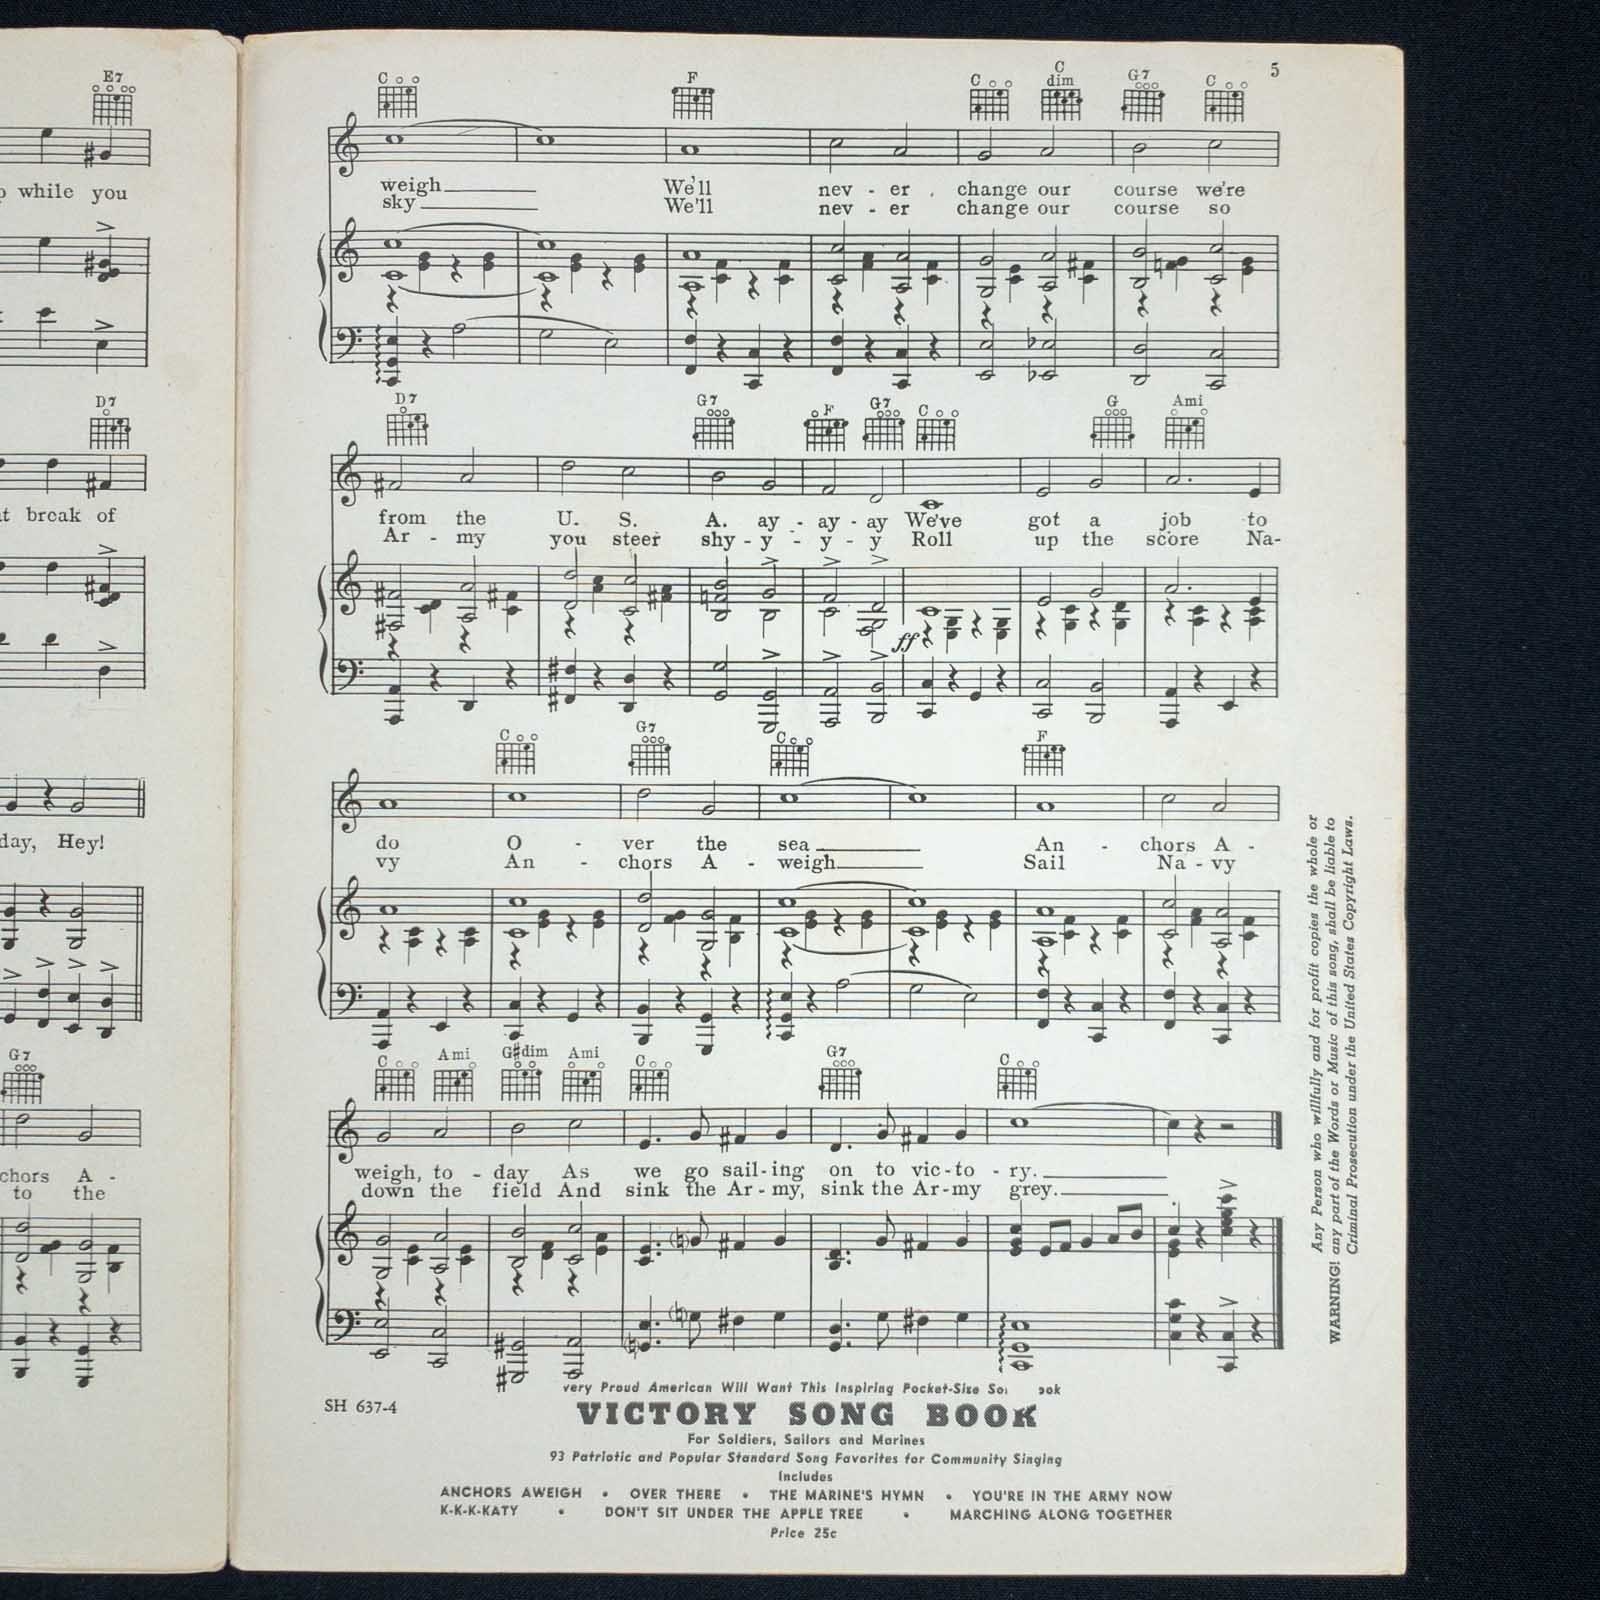 E7
while you
D7
break of
day, Hey!
G7
chors A -
to the
5
C F C C dim G7 C
weigh We'll nev - er change our course we're
sky We'll nev - er change our course so
D7 G7 F G7 C G Ami
from the U. S. A. ay - ay - ay We've got a job to
Ar - my you steer shy - y - y - y Roll up the score Na-
ff
C G7 C F
do O - ver the sea An - chors A -
vy An - chors A - weigh Sail Na - vy
C Ami G♯dim Ami C G7 C
weigh, to - day As we go sail-ing on to vic-to - ry.
down the field And sink the Ar-my, sink the Ar-my grey.
SH 637-4
very Proud American Will Want This Inspiring Pocket-Size
VICTORY SONG BOOK
For Soldiers, Sailors and Marines
93 Patriotic and Popular Standard Song Favorites for Community Singing
Includes
ANCHORS AWEIGH • OVER THERE • THE MARINE'S HYMN • YOU'RE IN THE ARMY NOW
K-K-K-KATY • DON'T SIT UNDER THE APPLE TREE • MARCHING ALONG TOGETHER
Price 25c
Any Person who willfully and for profit copies the whole or
WARNING! any part of the Words or Music of this song, shall be liable to
Criminal Prosecution under the United States Copyright Laws.